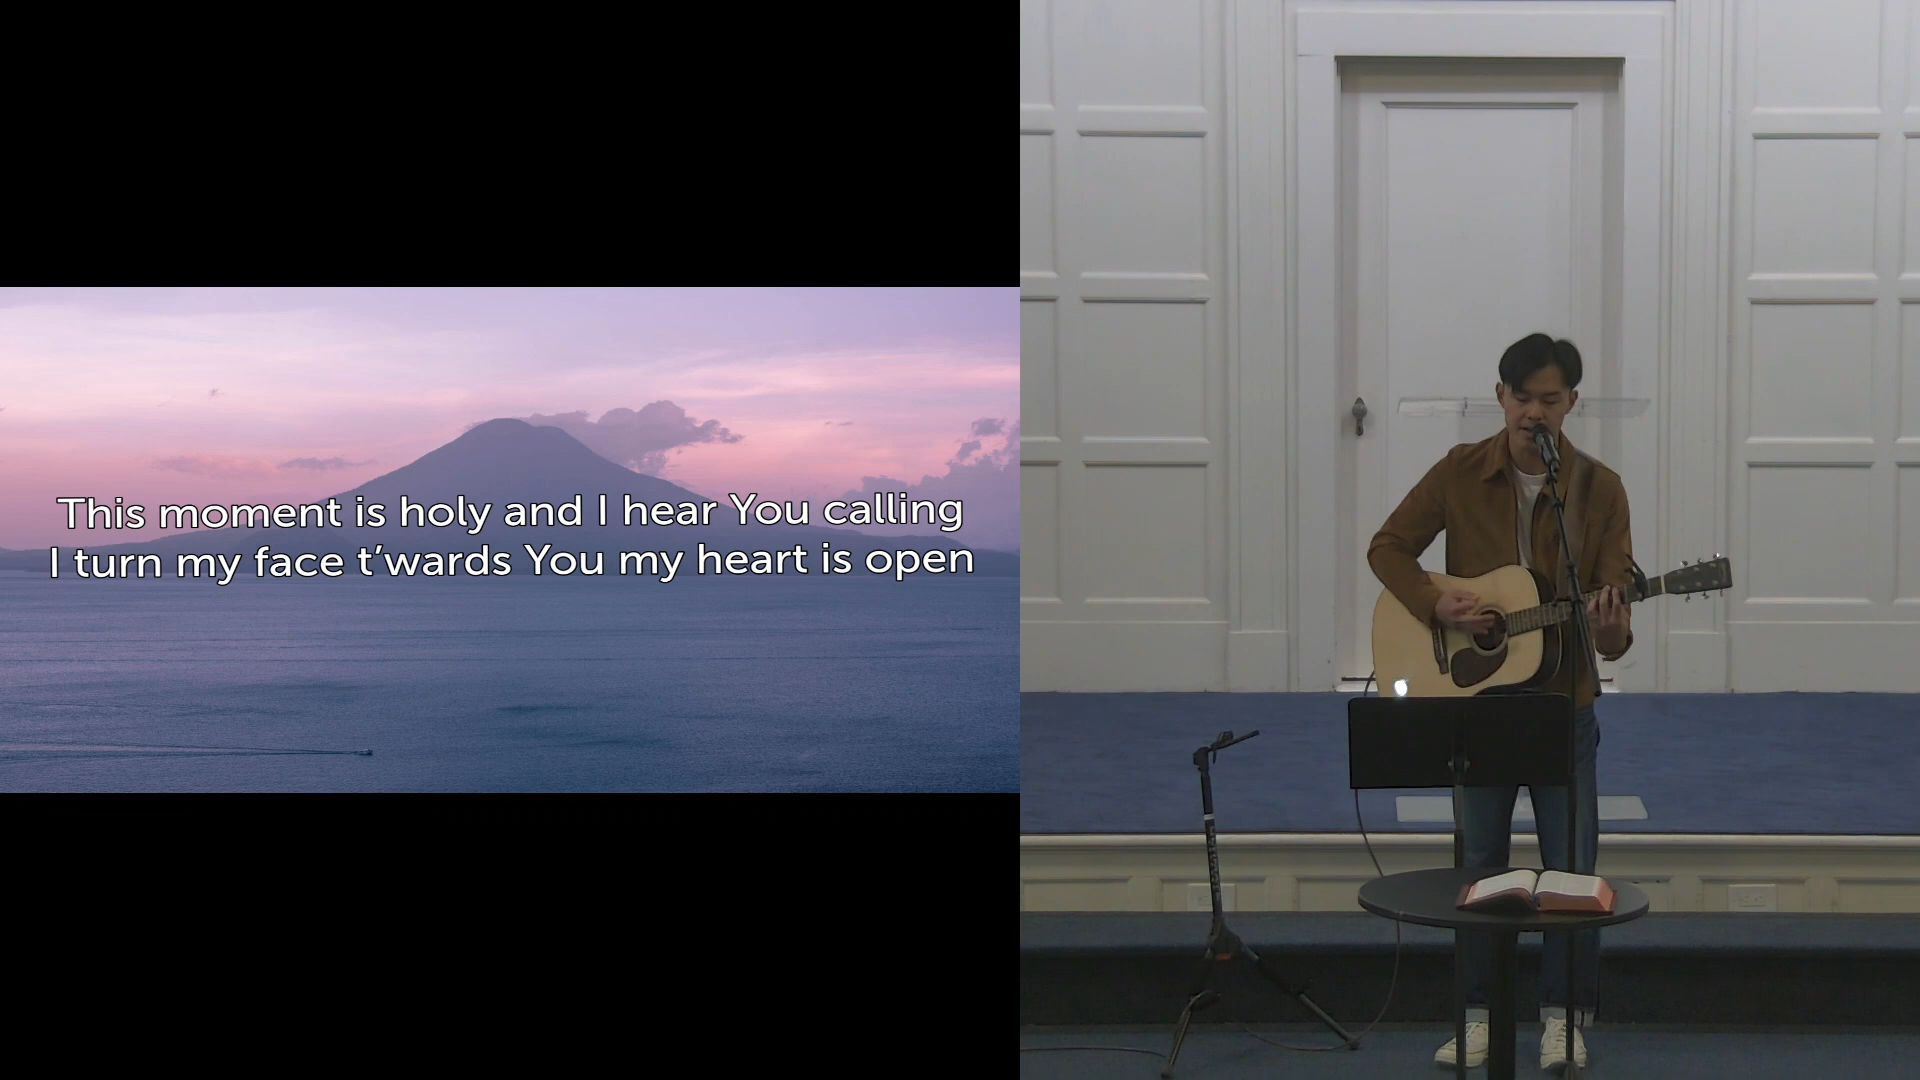 This moment is holy and I hear You calling
I turn my face t'wards You my heart is open